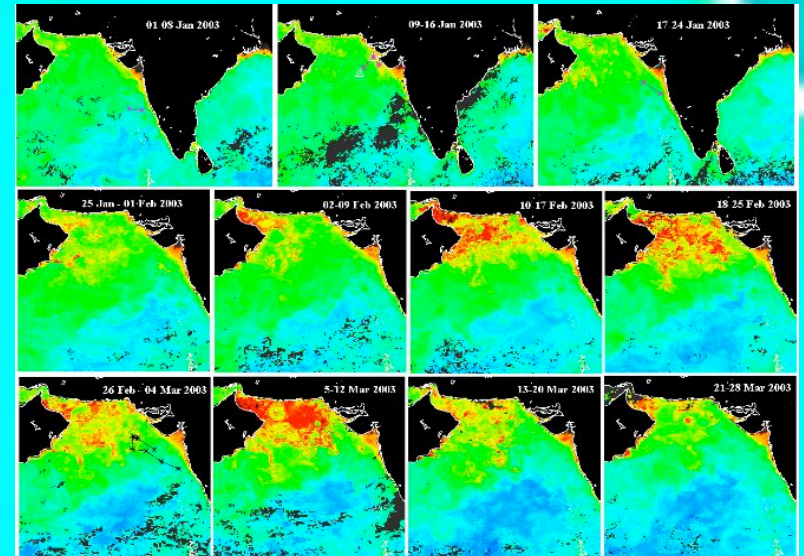 01-08 Jan 2003
09-16 Jan 2003
17-24 Jan 2003
25 Jan - 01 Feb 2003
02-09 Feb 2003
10-17 Feb 2003
18-25 Feb 2003
26 Feb - 04 Mar 2003
5-12 Mar 2003
13-20 Mar 2003
21-28 Mar 2003